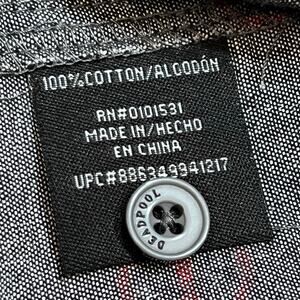 100% COTTON/ALGODÓN
RN#0101531
MADE IN/HECHO
EN CHINA
UPC#886349941217
DEADPOOL